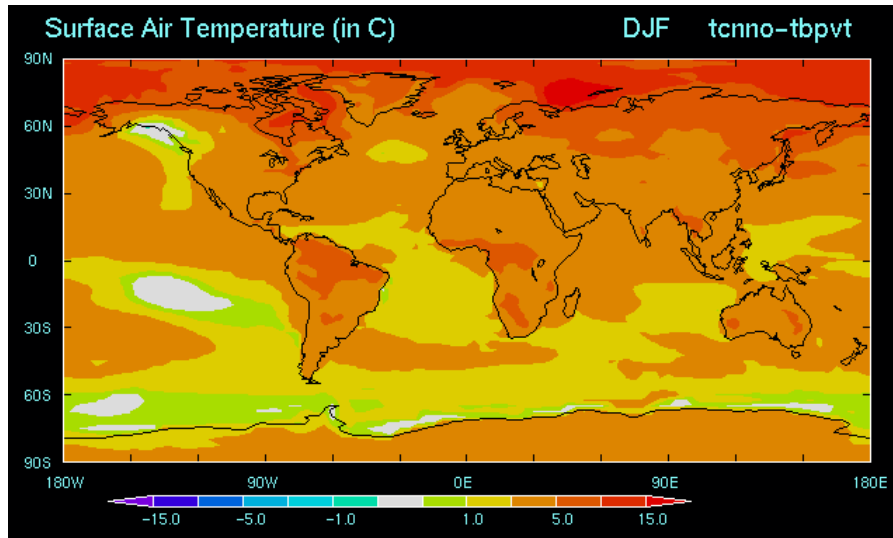 Surface Air Temperature (in C) DJF tcnno-tbpvt
90N
60N
30N
0
30S
60S
90S
180W 90W 0E 90E 180E
-15.0 -5.0 -1.0 1.0 5.0 15.0